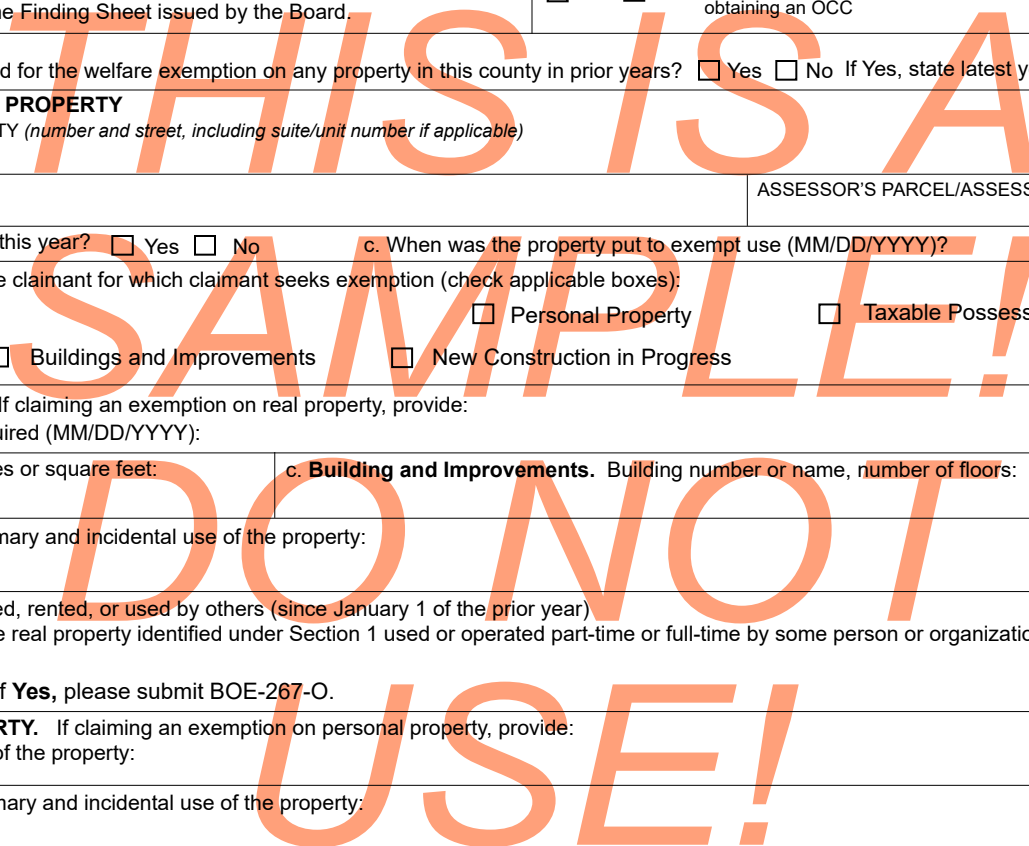 e Finding Sheet issued by the Board.
obtaining an OCC
d for the welfare exemption on any property in this county in prior years? Yes No If Yes, state latest y
PROPERTY
TY (number and street, including suite/unit number if applicable)
THIS IS A
ASSESSOR'S PARCEL/ASSESS
this year? Yes No c. When was the property put to exempt use (MM/DD/YYYY)?
e claimant for which claimant seeks exemption (check applicable boxes):
Personal Property Taxable Possess
SAMPLE!
Buildings and Improvements New Construction in Progress
If claiming an exemption on real property, provide:
uired (MM/DD/YYYY):
es or square feet: c. Building and Improvements. Building number or name, number of floors:
DO NOT
mary and incidental use of the property:
ed, rented, or used by others (since January 1 of the prior year)
e real property identified under Section 1 used or operated part-time or full-time by some person or organizatio
If Yes, please submit BOE-267-O.
RTY. If claiming an exemption on personal property, provide:
of the property:
USE!
mary and incidental use of the property: